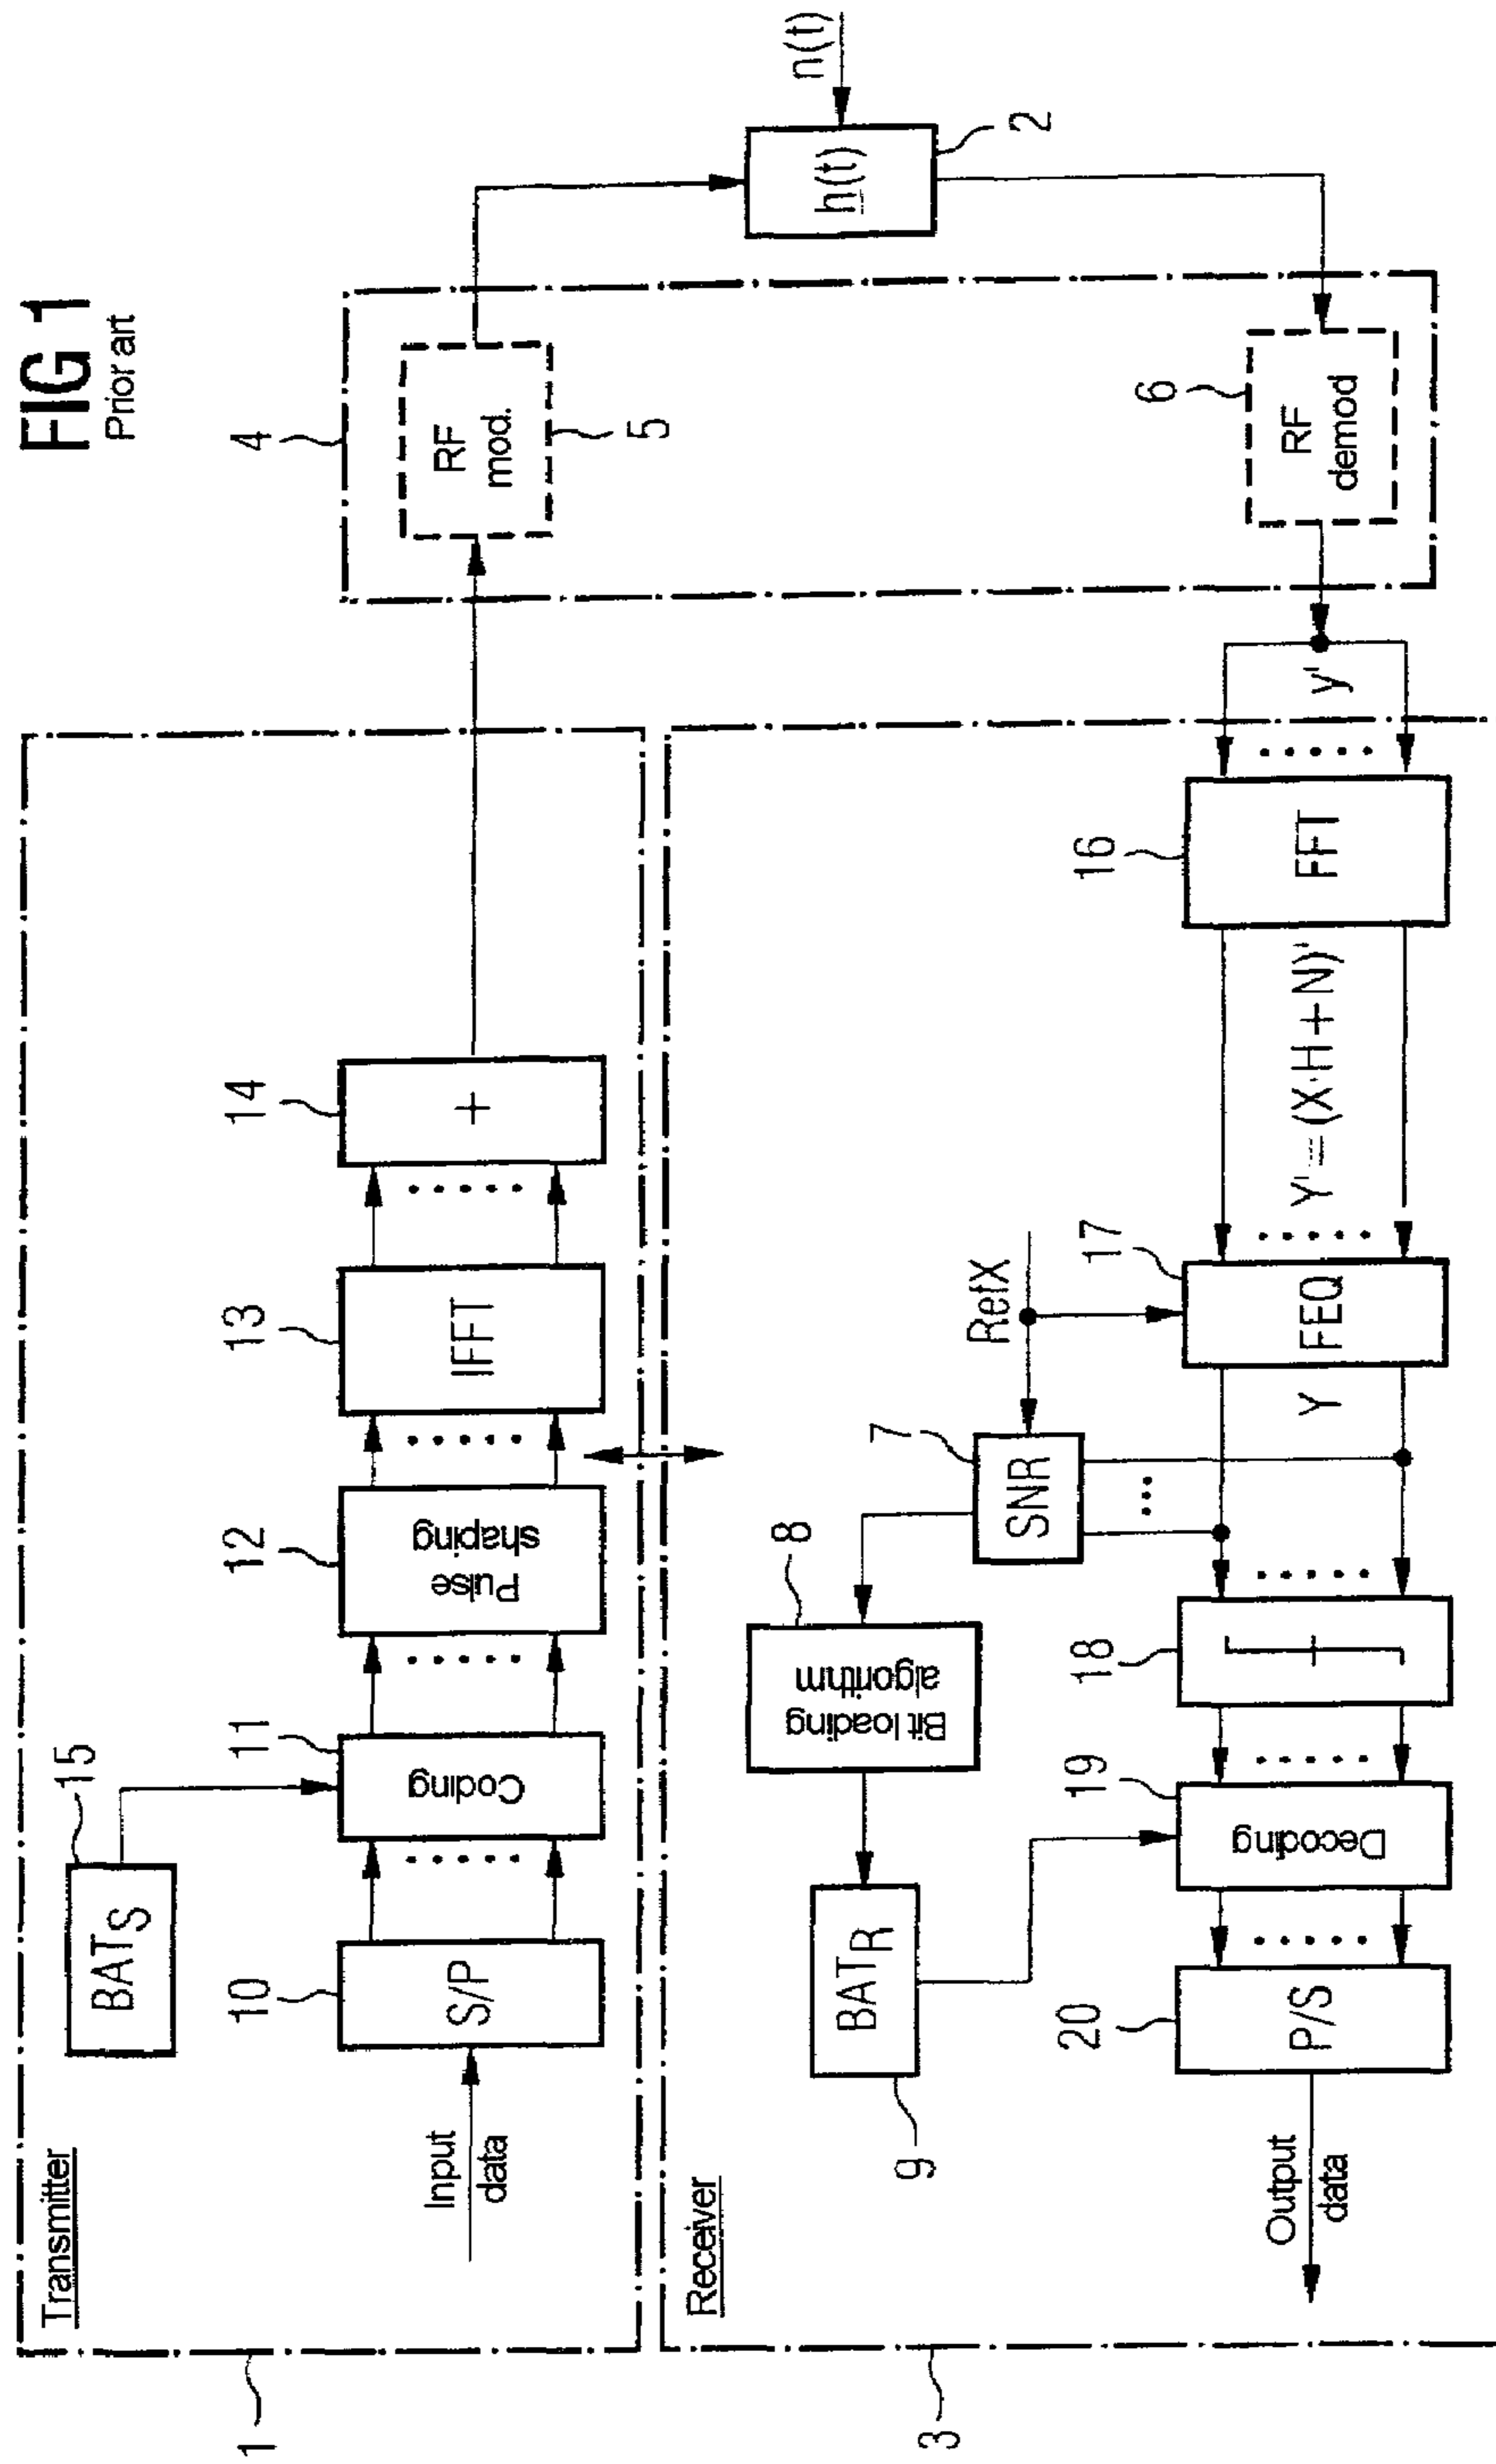 FIG 1
Prior art
Transmitter
1
BATS
15
Input
data
10
S/P
11
Coding
12
Pulse
shaping
13
IFFT
14
+
4
RF
mod.
5
h(t)
n(t)
2
6
RF
demod
Receiver
3
y'
16
FFT
Y'=(X·H+N)'
17
FEQ
RefX
Y
7
SNR
8
Bit loading
algorithm
9
BATR
18
19
Decoding
20
P/S
Output
data